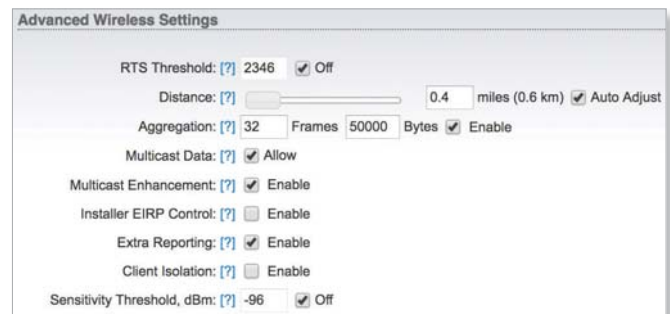 Advanced Wireless Settings
RTS Threshold: [?] 2346 Off
Distance: [?] 0.4 miles (0.6 km) Auto Adjust
Aggregation: [?] 32 Frames 50000 Bytes Enable
Multicast Data: [?] Allow
Multicast Enhancement: [?] Enable
Installer EIRP Control: [?] Enable
Extra Reporting: [?] Enable
Client Isolation: [?] Enable
Sensitivity Threshold, dBm: [?] -96 Off